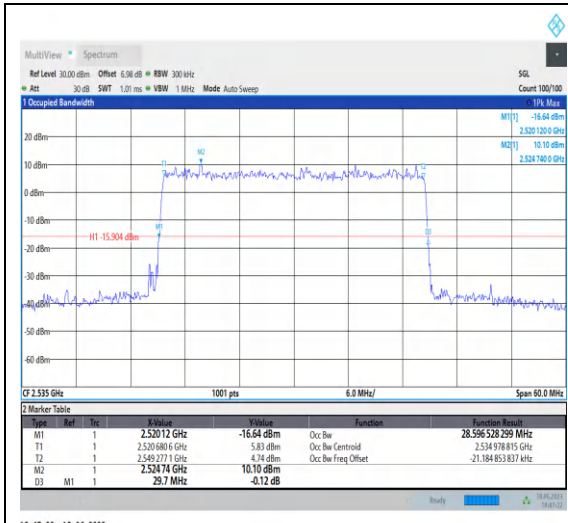 MultiView Spectrum
Ref Level 30.00 dBm Offset 6.98 dB RBW 300 kHz SGL
Att 30 dB SWT 1.01 ms VBW 1 MHz Mode Auto Sweep Count 100/100
1 Occupied Bandwidth 1Pk Max
M1[1] -16.64 dBm
2.520 120 0 GHz
M2[1] 10.10 dBm
2.524 740 0 GHz
20 dBm
10 dBm
0 dBm
-10 dBm
-20 dBm
-30 dBm
-40 dBm
-50 dBm
-60 dBm
T1
M2
T2
M1
D3
H1 -15.904 dBm
CF 2.535 GHz 1001 pts 6.0 MHz/ Span 60.0 MHz
2 Marker Table
Type Ref Trc X-Value Y-Value Function Function Result
M1 1 2.520 12 GHz -16.64 dBm Occ Bw 28.596 528 299 MHz
T1 1 2.520 680 6 GHz 5.83 dBm Occ Bw Centroid 2.534 978 815 GHz
T2 1 2.549 277 1 GHz 4.74 dBm Occ Bw Freq Offset -21.184 853 837 kHz
M2 1 2.524 74 GHz 10.10 dBm
D3 M1 1 29.7 MHz -0.12 dB
Ready